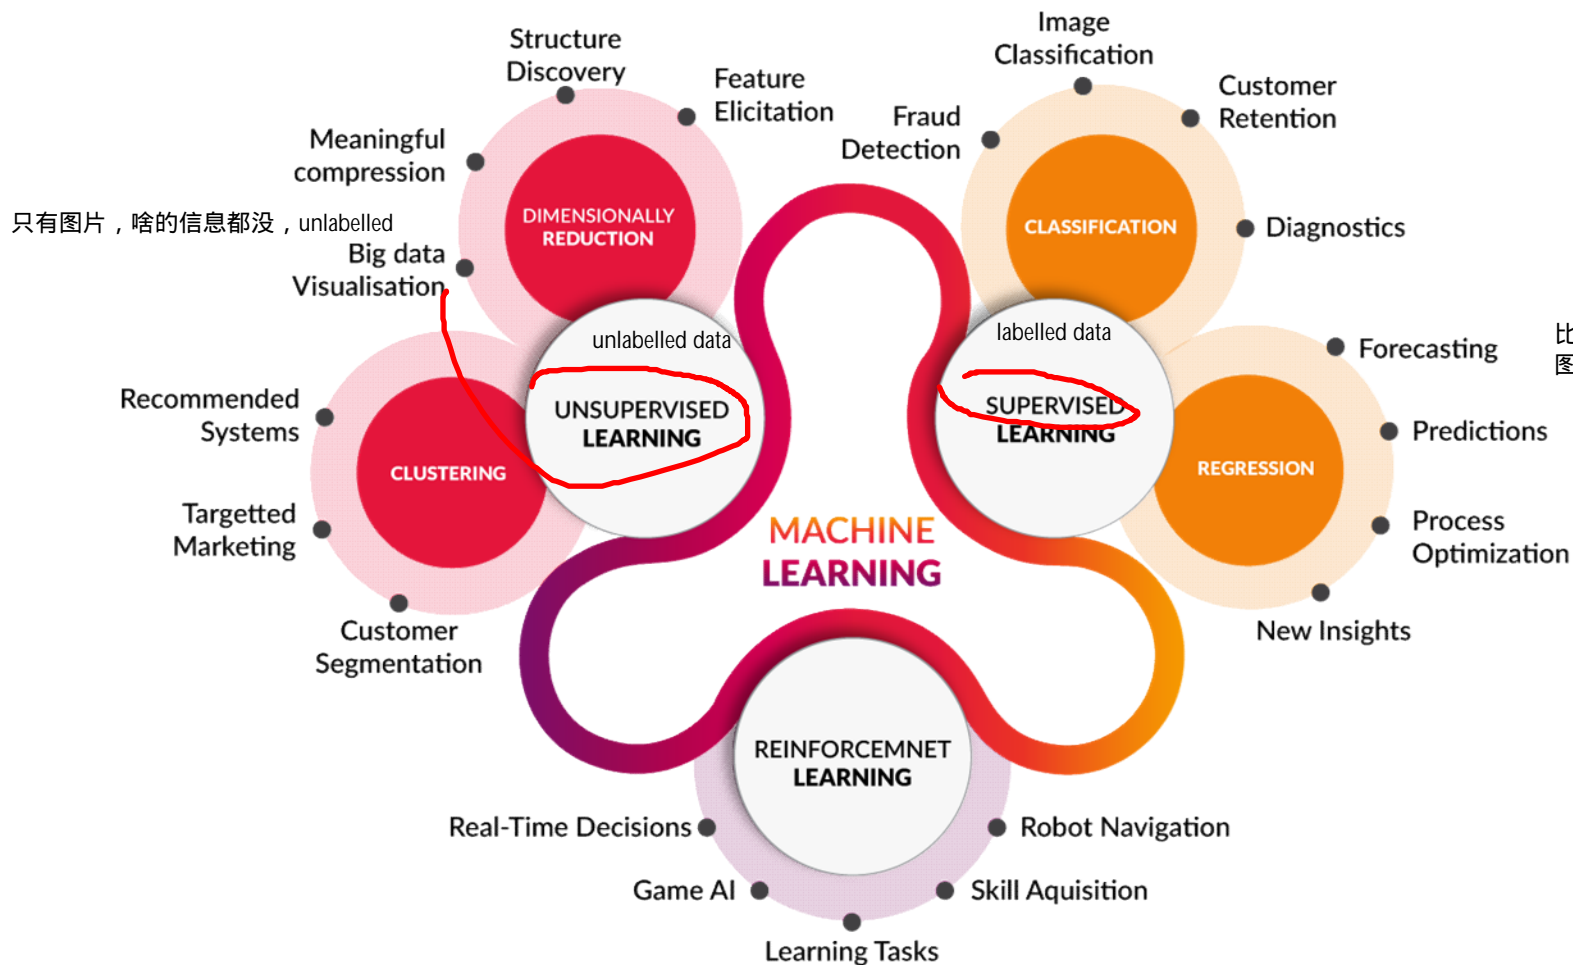 Structure
Discovery
Feature
Elicitation
Meaningful
compression
只有图片，啥的信息都没，unlabelled
Big data
Visualisation
DIMENSIONALLY
REDUCTION
Image
Classification
Customer
Retention
Fraud
Detection
CLASSIFICATION
Diagnostics
unlabelled data
UNSUPERVISED
LEARNING
labelled data
SUPERVISED
LEARNING
比
图
Forecasting
Predictions
REGRESSION
Process
Optimization
New Insights
Recommended
Systems
CLUSTERING
Targetted
Marketing
Customer
Segmentation
MACHINE
LEARNING
REINFORCEMNET
LEARNING
Real-Time Decisions
Game AI
Learning Tasks
Skill Aquisition
Robot Navigation